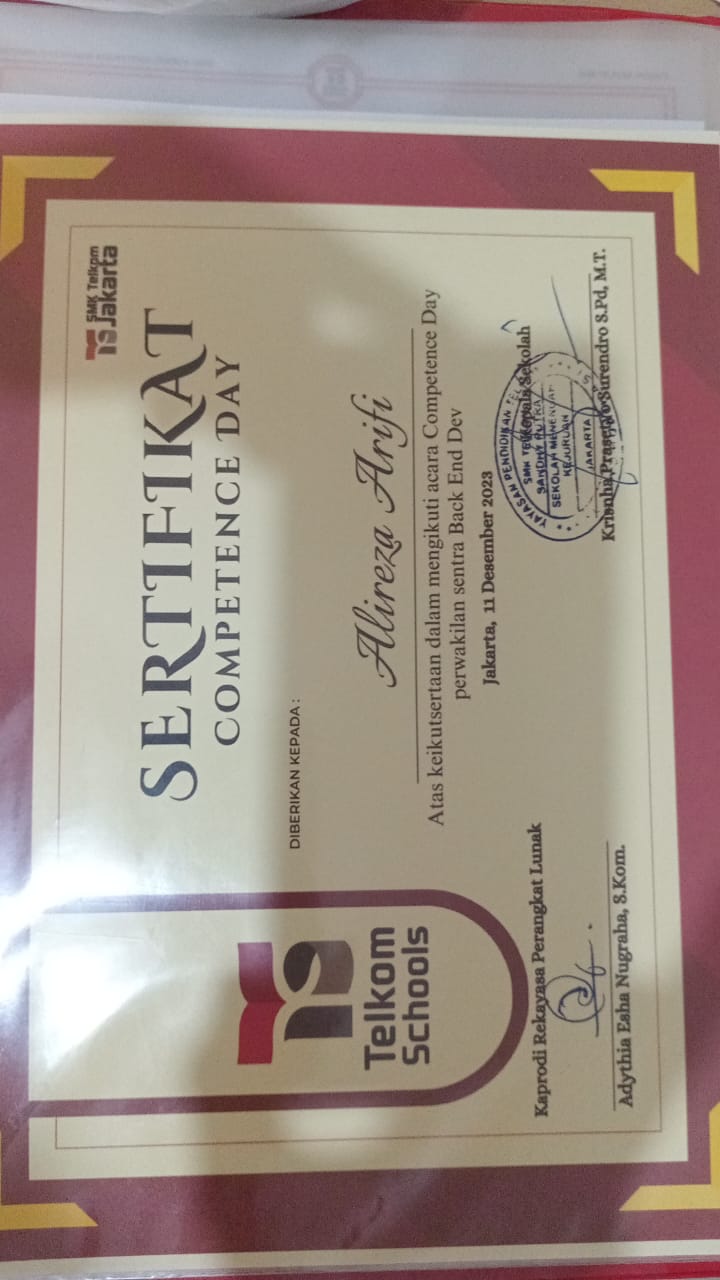 SMK Telkom
Jakarta
SERTIFIKAT
COMPETENCE DAY
DIBERIKAN KEPADA :
Telkom
Schools
Alireza Arifi
Atas keikutsertaan dalam mengikuti acara Competence Day
perwakilan sentra Back End Dev
Jakarta, 11 Desember 2023
Kaprodi Rekayasa Perangkat Lunak
Adythia Esha Nugraha, S.Kom.
Kepala Sekolah
YAYASAN PENDIDIKAN
SMK
SANDHY PUTRA
SEKOLAH MENENGAH
KEJURUAN
JAKARTA
Krisnha Prasetyo Surendro S.Pd, M.T.